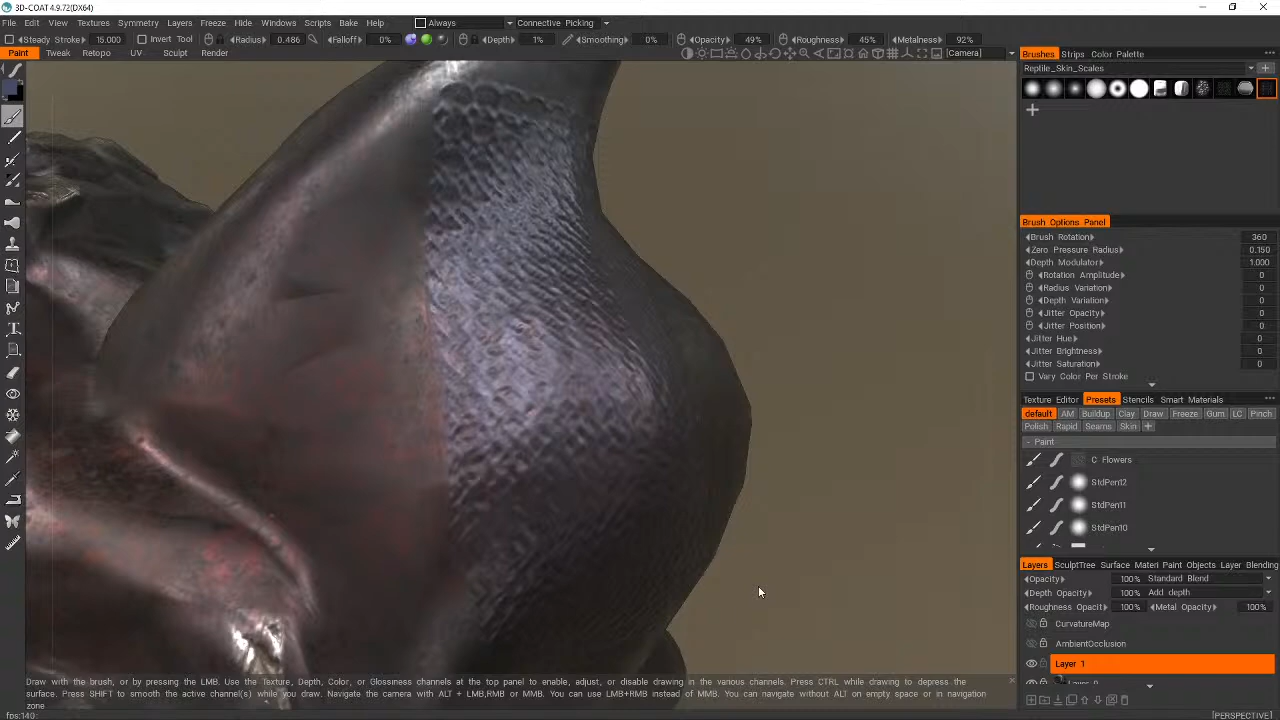 3D-COAT 4.9.72(DX64)
File Edit View Textures Symmetry Layers Freeze Hide Windows Scripts Bake Help Always Connective Picking
Steady Stroke 15.000 Invert Tool Radius 0.486 Falloff 0% Depth 1% Smoothing 0% Opacity 49% Roughness 45% Metalness 92%
Paint Tweak Retopo UV Sculpt Render [Camera]
Brushes Strips Color Palette
Reptile_Skin_Scales
Brush Options Panel
Brush Rotation 360
Zero Pressure Radius 0.150
Depth Modulator 1.000
Rotation Amplitude 0
Radius Variation 0
Depth Variation 0
Jitter Opacity 0
Jitter Position 0
Jitter Hue 0
Jitter Brightness 0
Jitter Saturation 0
Vary Color Per Stroke
Texture Editor Presets Stencils Smart Materials
default AM Buildup Clay Draw Freeze Gum LC Pinch
Polish Rapid Seams Skin +
- Paint
C Flowers
StdPen12
StdPen11
StdPen10
Layers SculptTree Surface Materi Paint Objects Layer Blending
Opacity 100% Standard Blend
Depth Opacity 100% Add depth
Roughness Opacit 100% Metal Opacity 100%
CurvatureMap
AmbientOcclusion
Layer 1
Layer 0
Draw with the brush, or by pressing the LMB. Use the Texture, Depth, Color, or Glossiness channels at the top panel to enable, adjust, or disable drawing in the various channels. Press CTRL while drawing to depress the
surface. Press SHIFT to smooth the active channel(s) while you draw. Navigate the camera with ALT + LMB,RMB or MMB. You can use LMB+RMB instead of MMB. You can navigate without ALT on empty space or in navigation
zone
fps:140; [PERSPECTIVE]